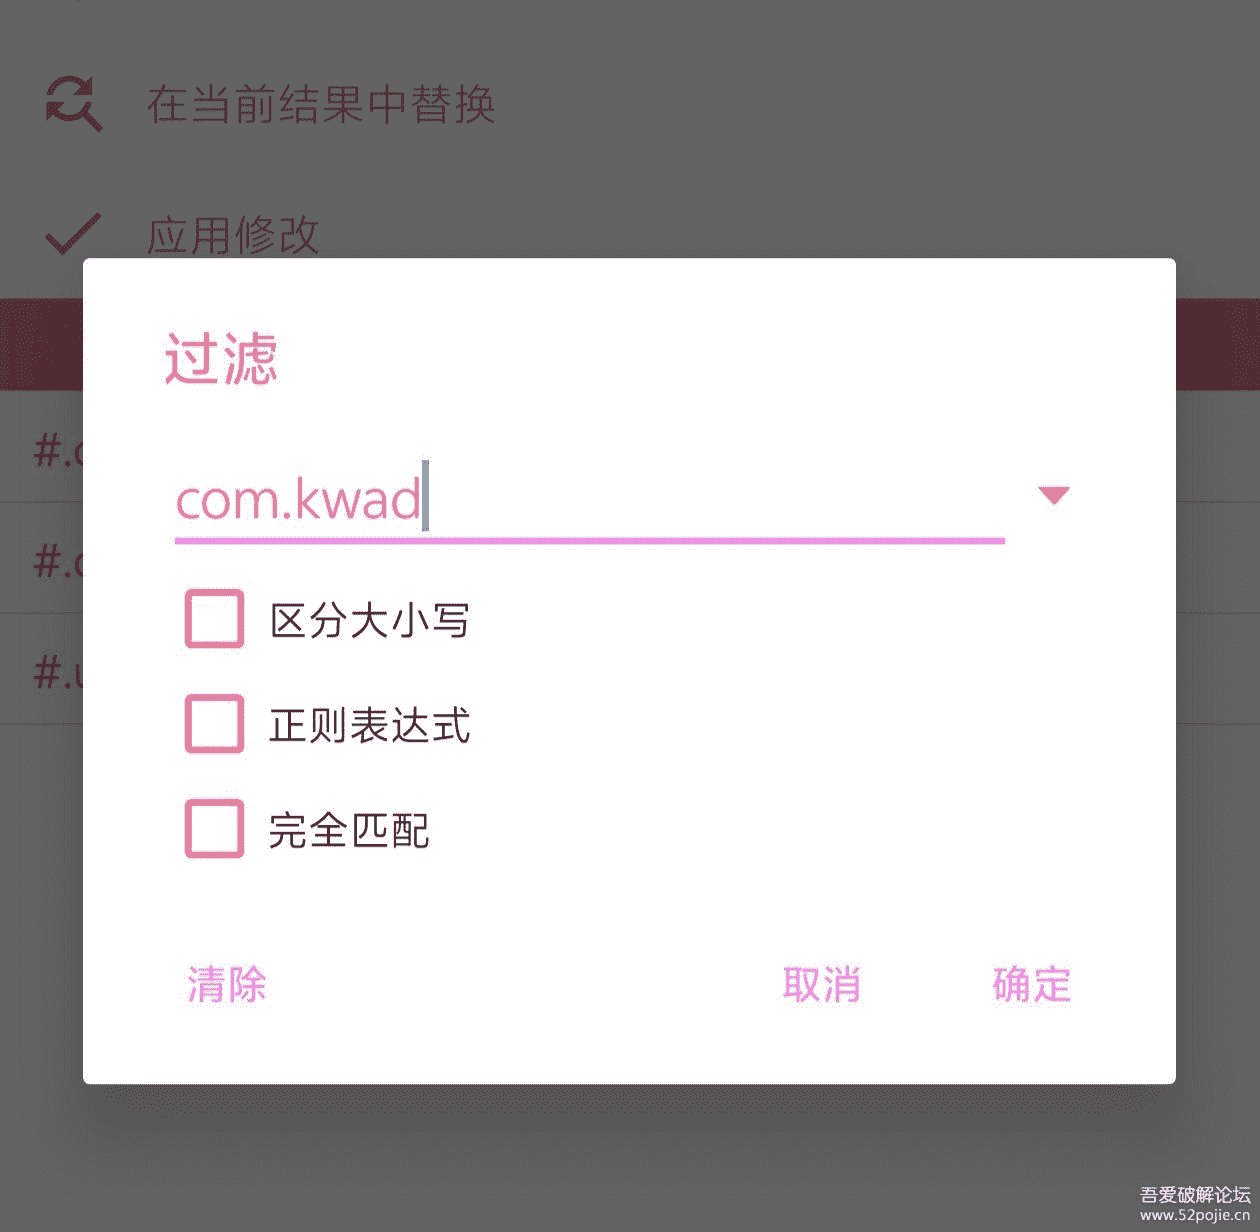 在当前结果中替换
应用修改
过滤
#.
com.kwad
#.
区分大小写
#.
正则表达式
完全匹配
清除
取消
确定
吾爱破解论坛
www.52pojie.cn